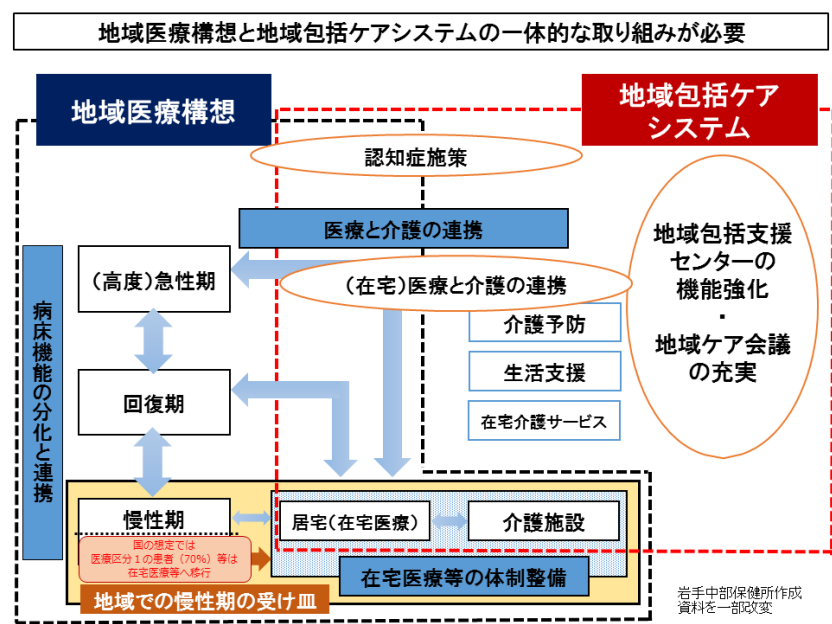 地域医療構想と地域包括ケアシステムの一体的な取り組みが必要
地域医療構想
地域包括ケア
システム
認知症施策
医療と介護の連携
(高度)急性期
(在宅)医療と介護の連携
地域包括支援
センターの
機能強化
・
地域ケア会議
の充実
病床機能の分化と連携
介護予防
生活支援
回復期
在宅介護サービス
慢性期
居宅(在宅医療)
介護施設
国の想定では
医療区分1の患者(70%)等は
在宅医療等へ移行
在宅医療等の体制整備
地域での慢性期の受け皿
岩手中部保健所作成
資料を一部改変